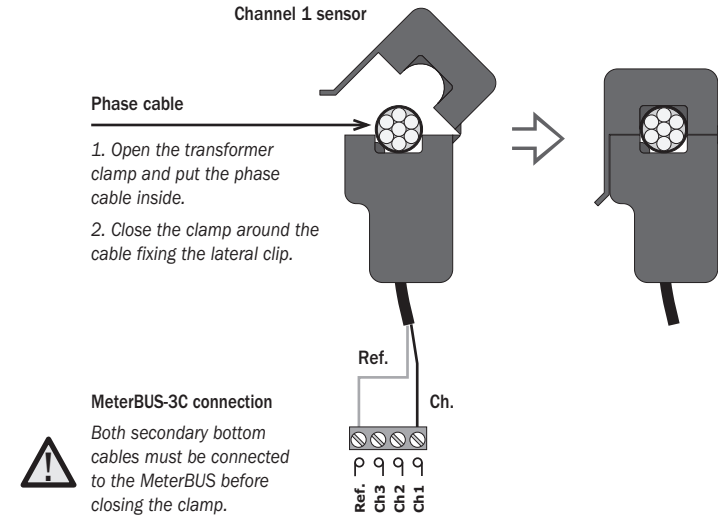 Channel 1 sensor
Phase cable
1. Open the transformer
clamp and put the phase
cable inside.
2. Close the clamp around the
cable fixing the lateral clip.
Ref.
Ch.
MeterBUS-3C connection
Both secondary bottom
cables must be connected
to the MeterBUS before
closing the clamp.
Ref.
Ch3
Ch2
Ch1